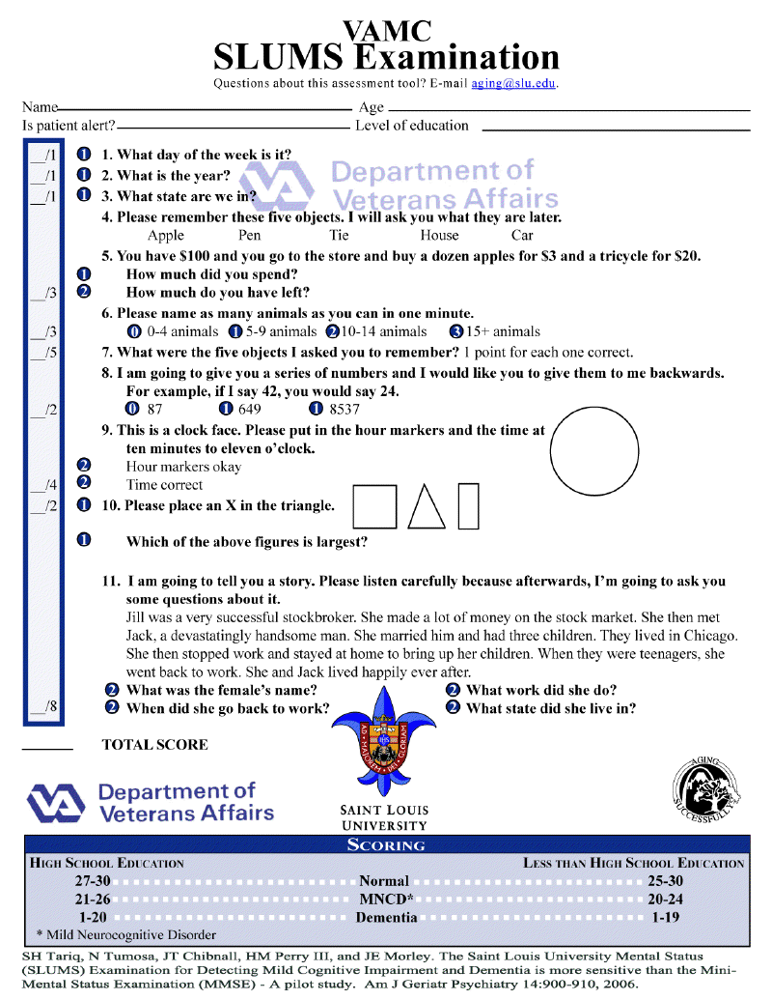 VAMC
SLUMS Examination
Questions about this assessment tool? E-mail aging@slu.edu.
Name Age
Is patient alert? Level of education
__/1 1 1. What day of the week is it?
__/1 1 2. What is the year?
__/1 1 3. What state are we in?
VA Department of
Veterans Affairs
4. Please remember these five objects. I will ask you what they are later.
Apple Pen Tie House Car
5. You have $100 and you go to the store and buy a dozen apples for $3 and a tricycle for $20.
1 How much did you spend?
__/3 2 How much do you have left?
6. Please name as many animals as you can in one minute.
__/3 0 0-4 animals 1 5-9 animals 2 10-14 animals 3 15+ animals
__/5 7. What were the five objects I asked you to remember? 1 point for each one correct.
8. I am going to give you a series of numbers and I would like you to give them to me backwards.
For example, if I say 42, you would say 24.
__/2 0 87 1 649 1 8537
9. This is a clock face. Please put in the hour markers and the time at
ten minutes to eleven o’clock.
2 Hour markers okay
__/4 2 Time correct
__/2 1 10. Please place an X in the triangle.
1 Which of the above figures is largest?
11. I am going to tell you a story. Please listen carefully because afterwards, I’m going to ask you
some questions about it.
Jill was a very successful stockbroker. She made a lot of money on the stock market. She then met
Jack, a devastatingly handsome man. She married him and had three children. They lived in Chicago.
She then stopped work and stayed at home to bring up her children. When they were teenagers, she
went back to work. She and Jack lived happily ever after.
2 What was the female’s name? 2 What work did she do?
__/8 2 When did she go back to work? 2 What state did she live in?
TOTAL SCORE
VA Department of
Veterans Affairs
IHS
SAINT LOUIS
UNIVERSITY
AGING
SUCCESSFULLY
SCORING
HIGH SCHOOL EDUCATION LESS THAN HIGH SCHOOL EDUCATION
27-30 Normal 25-30
21-26 MNCD* 20-24
1-20 Dementia 1-19
* Mild Neurocognitive Disorder
SH Tariq, N Tumosa, JT Chibnall, HM Perry III, and JE Morley. The Saint Louis University Mental Status
(SLUMS) Examination for Detecting Mild Cognitive Impairment and Dementia is more sensitive than the Mini-
Mental Status Examination (MMSE) - A pilot study. Am J Geriatr Psychiatry 14:900-910, 2006.